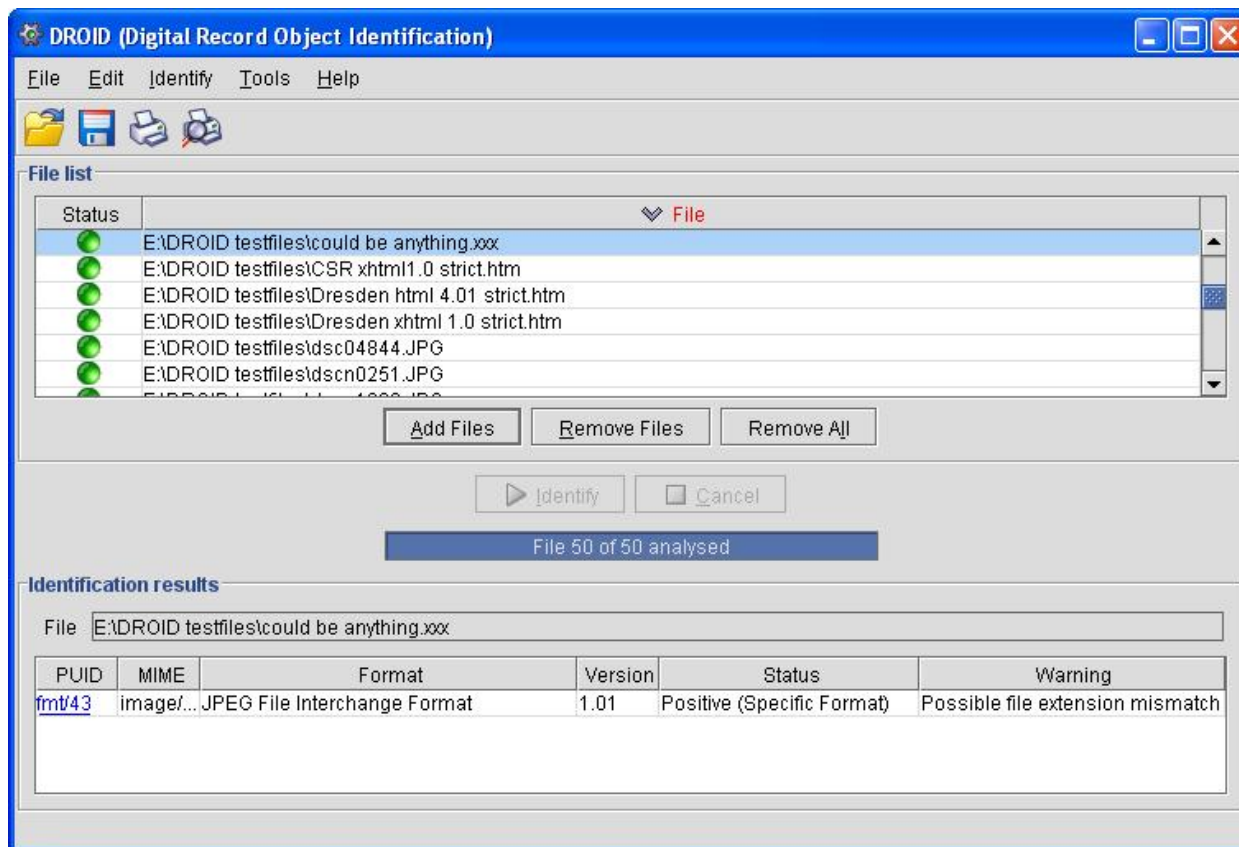 DROID (Digital Record Object Identification)
File Edit Identify Tools Help
File list
Status File
E:\DROID testfiles\could be anything.xxx
E:\DROID testfiles\CSR xhtml1.0 strict.htm
E:\DROID testfiles\Dresden html 4.01 strict.htm
E:\DROID testfiles\Dresden xhtml 1.0 strict.htm
E:\DROID testfiles\dsc04844.JPG
E:\DROID testfiles\dscn0251.JPG
Add Files Remove Files Remove All
Identify Cancel
File 50 of 50 analysed
Identification results
File E:\DROID testfiles\could be anything.xxx
PUID MIME Format Version Status Warning
fmt/43 image/... JPEG File Interchange Format 1.01 Positive (Specific Format) Possible file extension mismatch